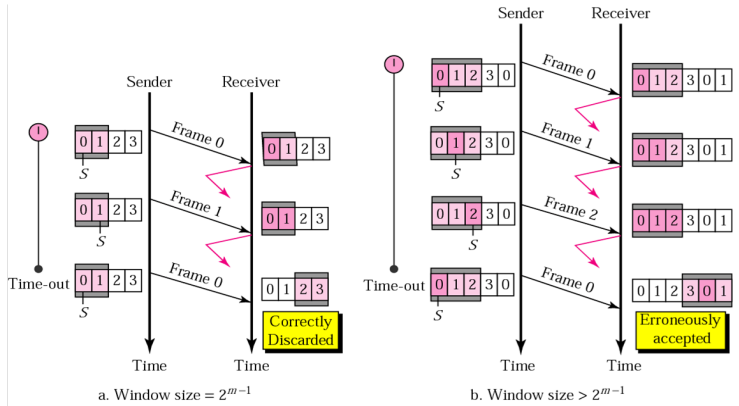 Sender Receiver
Frame 0
0 1 2 3
S
0 1 2 3
Frame 1
0 1 2 3
S
0 1 2 3
Time-out
Frame 0
0 1 2 3
S
0 1 2 3
Correctly
Discarded
Time Time
a. Window size = 2^{m−1}
Sender Receiver
Frame 0
0 1 2 3 0
S
0 1 2 3 0 1
Frame 1
0 1 2 3 0
S
0 1 2 3 0 1
Frame 2
0 1 2 3 0
S
0 1 2 3 0 1
Time-out
Frame 0
0 1 2 3 0
S
0 1 2 3 0 1
Erroneously
accepted
Time Time
b. Window size > 2^{m−1}